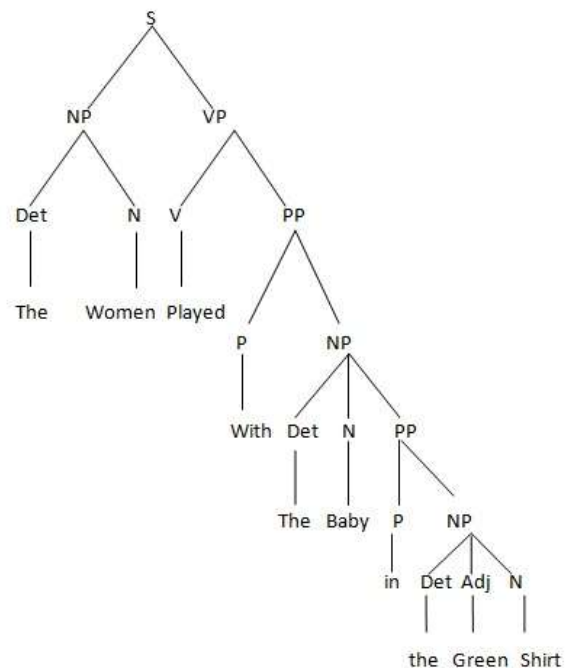 S
NP VP
Det N V PP
The Women Played
P NP
With Det N PP
The Baby P NP
in Det Adj N
the Green Shirt